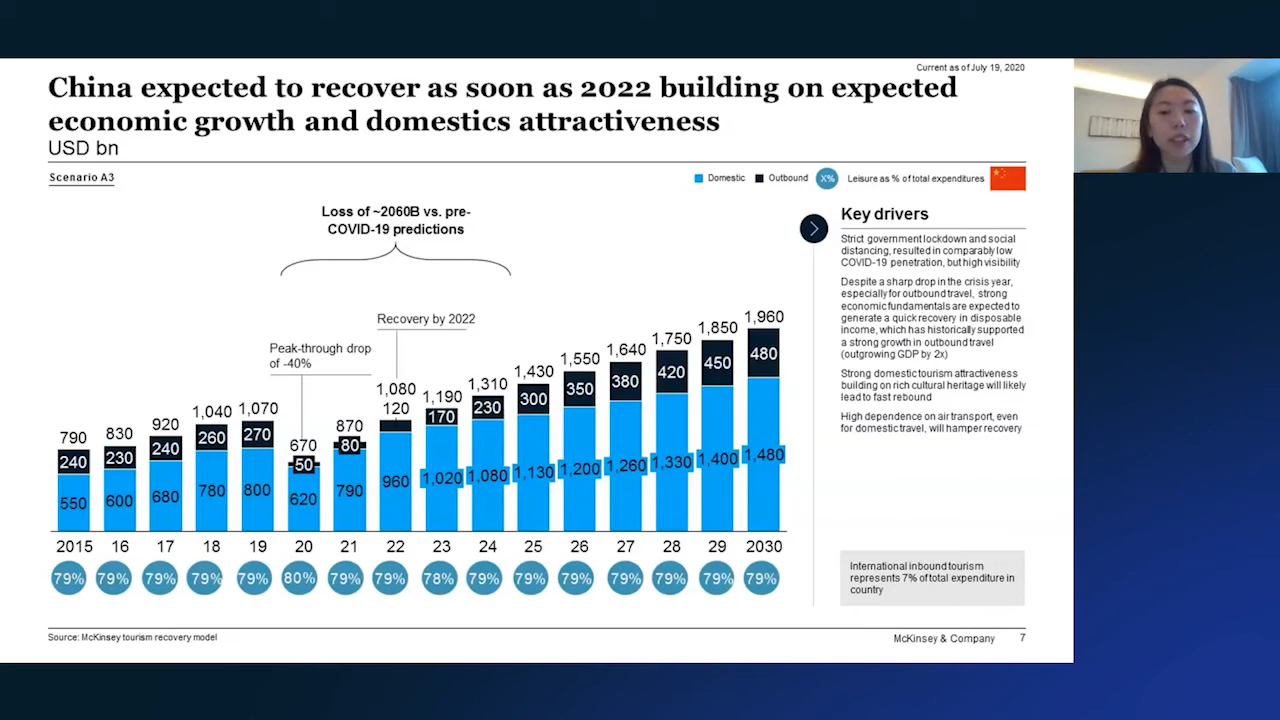 Current as of July 19, 2020
China expected to recover as soon as 2022 building on expected
economic growth and domestics attractiveness
USD bn
Scenario A3
Domestic
Outbound
X%
Leisure as % of total expenditures
Loss of ~2060B vs. pre-
COVID-19 predictions
Recovery by 2022
Peak-through drop
of -40%
790 830 920 1,040 1,070 670 870 1,080 1,190 1,310 1,430 1,550 1,640 1,750 1,850 1,960
240 230 240 260 270 50 80 120 170 230 300 350 380 420 450 480
550 600 680 780 800 620 790 960 1,020 1,080 1,130 1,200 1,260 1,330 1,400 1,480
2015 16 17 18 19 20 21 22 23 24 25 26 27 28 29 2030
79% 79% 79% 79% 79% 80% 79% 79% 78% 79% 79% 79% 79% 79% 79% 79%
Key drivers
Strict government lockdown and social
distancing, resulted in comparably low
COVID-19 penetration, but high visibility
Despite a sharp drop in the crisis year,
especially for outbound travel, strong
economic fundamentals are expected to
generate a quick recovery in disposable
income, which has historically supported
a strong growth in outbound travel
(outgrowing GDP by 2x)
Strong domestic tourism attractiveness
building on rich cultural heritage will likely
lead to fast rebound
High dependence on air transport, even
for domestic travel, will hamper recovery
International inbound tourism
represents 7% of total expenditure in
country
Source: McKinsey tourism recovery model
McKinsey & Company 7